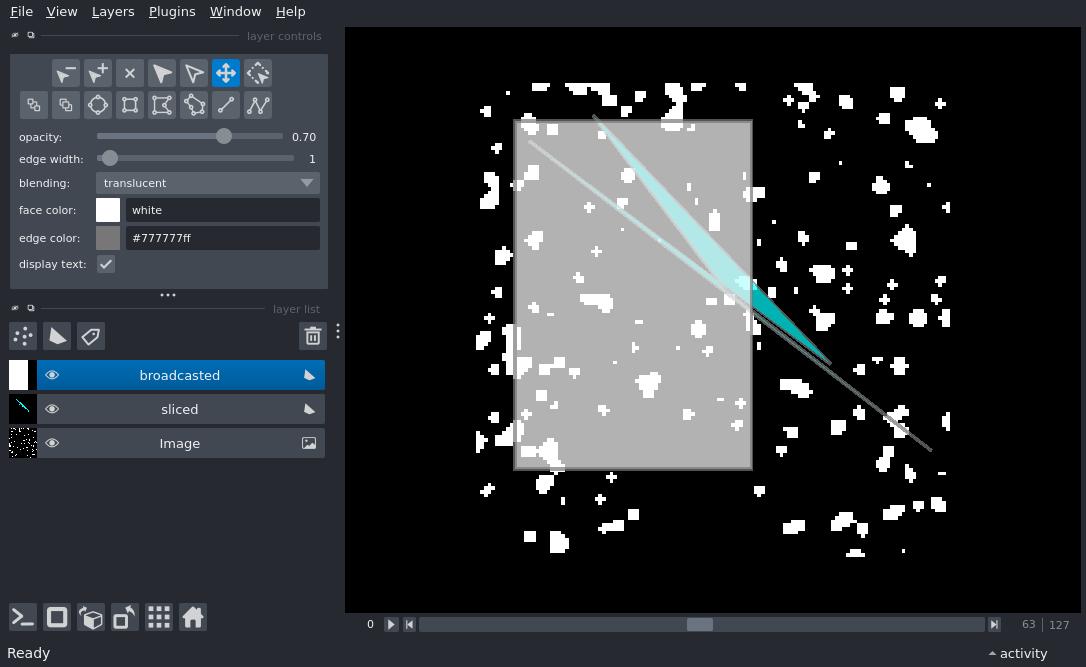 File View Layers Plugins Window Help
layer controls
opacity: 0.70
edge width: 1
blending: translucent
face color: white
edge color: #777777ff
display text:
layer list
broadcasted
sliced
Image
0 63 127
Ready activity